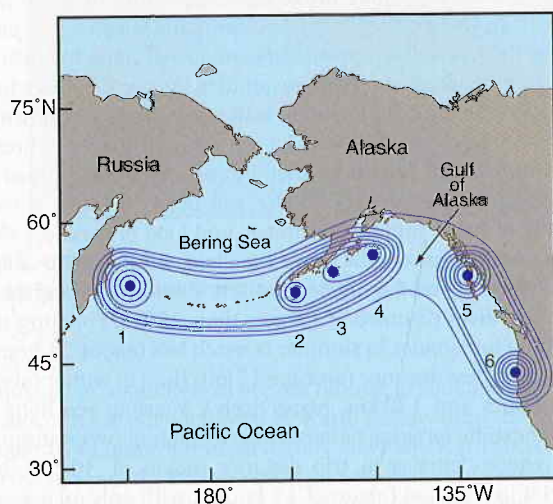 75°N
Russia
Alaska
Gulf
of
Alaska
60°
Bering Sea
1
2
3
4
5
45°
6
Pacific Ocean
30°
180°
135°W